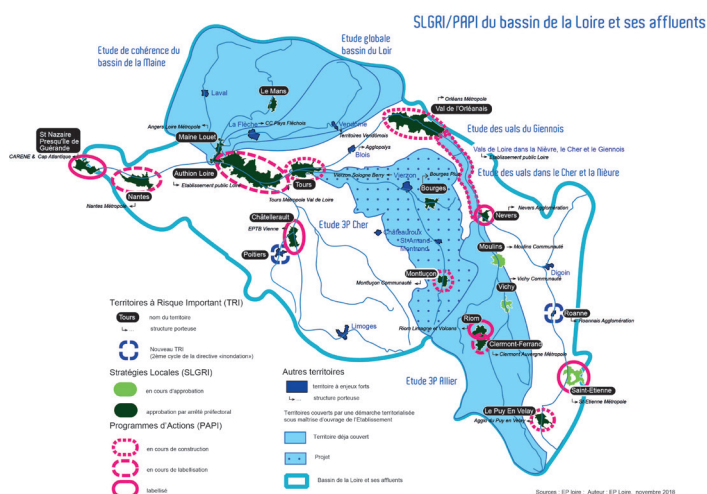 SLGRI/PAPI du bassin de la Loire et ses affluents
Etude de cohérence du
bassin de la Maine
Etude globale
bassin du Loir
Laval
Le Mans
Orléans Métropole
Val de l'Orléanais
Angers Loire Métropole
La Flèche
CC Pays Fléchois
Vendôme
Territoires Vendômois
Etude des vals du Giennois
St Nazaire
Presqu'île de
Guérande
CARENE & Cap Atlantique
Maine Louet
Agglopolys
Blois
Vals de Loire dans la Nièvre, le Cher et le Giennois
Etablissement public Loire
Etude des vals dans le Cher et la Nièvre
Authion Loire
Etablissement public Loire
Tours
Tours Métropole Val de Loire
Vierzon Sologne Berry
Vierzon
Bourges Plus
Bourges
Nantes
Nantes Métropole
Nevers Agglomération
Nevers
Châtellerault
EPTB Vienne
Etude 3P Cher
Châteauroux
St-Amand-
Montrond
Moulins
Moulins Communauté
Poitiers
Digoin
Montluçon
Montluçon Communauté
Vichy Communauté
Vichy
Roanne
Roannais Agglomération
Limoges
Riom
Riom Limagne et Volcans
Clermont-Ferrand
Clermont Auvergne Métropole
Etude 3P Allier
Saint-Etienne
St Etienne Métropole
Le Puy En Velay
Agglo du Puy en Velay
Territoires à Risque Important (TRI)
Tours
nom du territoire
structure porteuse
Nouveau TRI
(2ème cycle de la directive «inondation»)
Stratégies Locales (SLGRI)
en cours d'approbation
approbation par arrêté préfectoral
Programmes d'Actions (PAPI)
en cours de construction
en cours de labellisation
labellisé
Autres territoires
territoire à enjeux forts
structure porteuse
Territoires couverts par une démarche territorialisée
sous maîtrise d'ouvrage de l'Etablissement
Territoire déja couvert
Projet
Bassin de la Loire et ses affluents
Sources : EP loire ; Auteur : EP Loire, novembre 2018